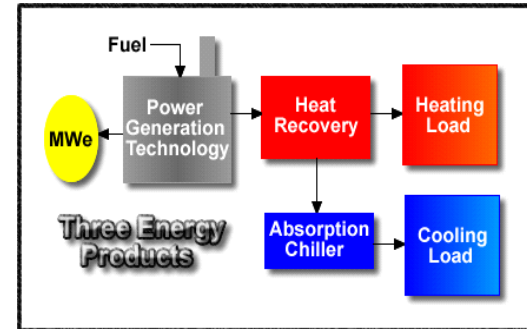 Fuel
Power
Generation
Technology
MWe
Heat
Recovery
Heating
Load
Three Energy
Products
Absorption
Chiller
Cooling
Load